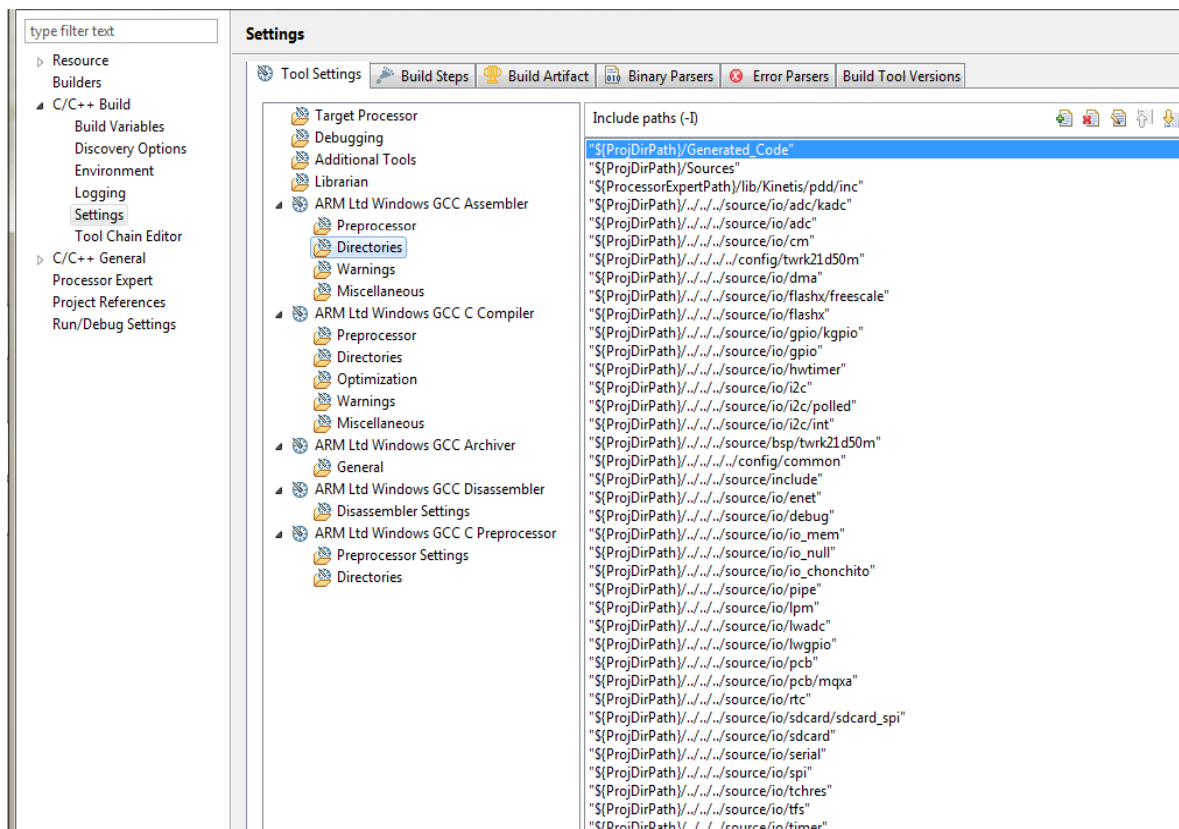 type filter text
Resource
Builders
C/C++ Build
Build Variables
Discovery Options
Environment
Logging
Settings
Tool Chain Editor
C/C++ General
Processor Expert
Project References
Run/Debug Settings
Settings
Tool Settings
Build Steps
Build Artifact
Binary Parsers
Error Parsers
Build Tool Versions
Target Processor
Debugging
Additional Tools
Librarian
ARM Ltd Windows GCC Assembler
Preprocessor
Directories
Warnings
Miscellaneous
ARM Ltd Windows GCC C Compiler
Preprocessor
Directories
Optimization
Warnings
Miscellaneous
ARM Ltd Windows GCC Archiver
General
ARM Ltd Windows GCC Disassembler
Disassembler Settings
ARM Ltd Windows GCC C Preprocessor
Preprocessor Settings
Directories
Include paths (-I)
"${ProjDirPath}/Generated_Code"
"${ProjDirPath}/Sources"
"${ProcessorExpertPath}/lib/Kinetis/pdd/inc"
"${ProjDirPath}/../../../source/io/adc/kadc"
"${ProjDirPath}/../../../source/io/adc"
"${ProjDirPath}/../../../source/io/cm"
"${ProjDirPath}/../../../../config/twrk21d50m"
"${ProjDirPath}/../../../source/io/dma"
"${ProjDirPath}/../../../source/io/flashx/freescale"
"${ProjDirPath}/../../../source/io/flashx"
"${ProjDirPath}/../../../source/io/gpio/kgpio"
"${ProjDirPath}/../../../source/io/gpio"
"${ProjDirPath}/../../../source/io/hwtimer"
"${ProjDirPath}/../../../source/io/i2c"
"${ProjDirPath}/../../../source/io/i2c/polled"
"${ProjDirPath}/../../../source/io/i2c/int"
"${ProjDirPath}/../../../source/bsp/twrk21d50m"
"${ProjDirPath}/../../../../config/common"
"${ProjDirPath}/../../../source/include"
"${ProjDirPath}/../../../source/io/enet"
"${ProjDirPath}/../../../source/io/debug"
"${ProjDirPath}/../../../source/io/io_mem"
"${ProjDirPath}/../../../source/io/io_null"
"${ProjDirPath}/../../../source/io/io_chonchito"
"${ProjDirPath}/../../../source/io/pipe"
"${ProjDirPath}/../../../source/io/lpm"
"${ProjDirPath}/../../../source/io/lwadc"
"${ProjDirPath}/../../../source/io/lwgpio"
"${ProjDirPath}/../../../source/io/pcb"
"${ProjDirPath}/../../../source/io/pcb/mqxa"
"${ProjDirPath}/../../../source/io/rtc"
"${ProjDirPath}/../../../source/io/sdcard/sdcard_spi"
"${ProjDirPath}/../../../source/io/sdcard"
"${ProjDirPath}/../../../source/io/serial"
"${ProjDirPath}/../../../source/io/spi"
"${ProjDirPath}/../../../source/io/tchres"
"${ProjDirPath}/../../../source/io/tfs"
"${ProjDirPath}/../../../source/io/timer"